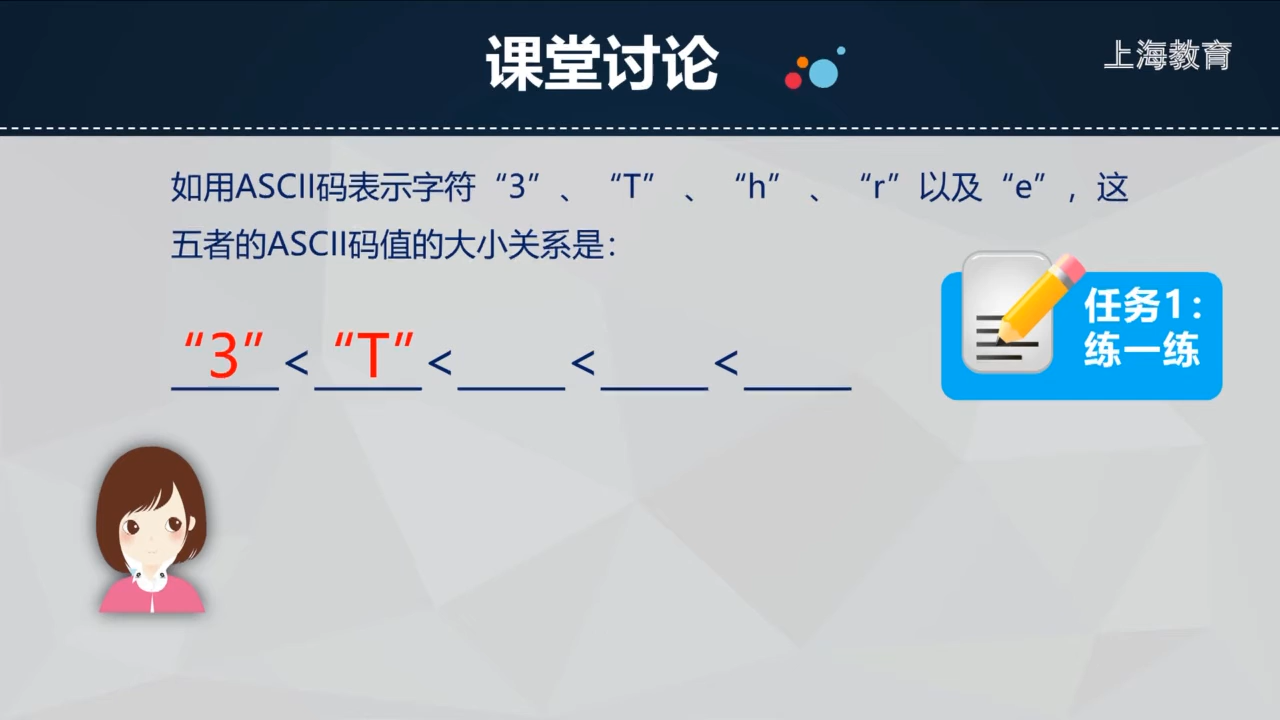 课堂讨论
上海教育
如用ASCII码表示字符“3”、“T”、“h”、“r”以及“e”，这
五者的ASCII码值的大小关系是：
“3” < “T” < ____ < ____ < ____
任务1：
练一练